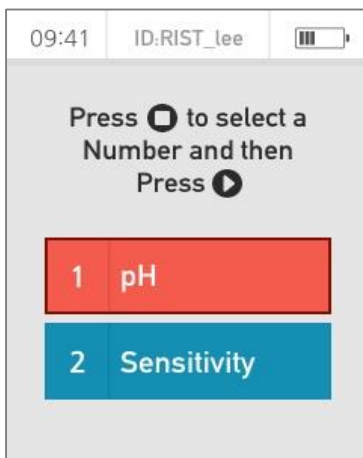 09:41 ID:RIST_lee
Press to select a
Number and then
Press
1 pH
2 Sensitivity